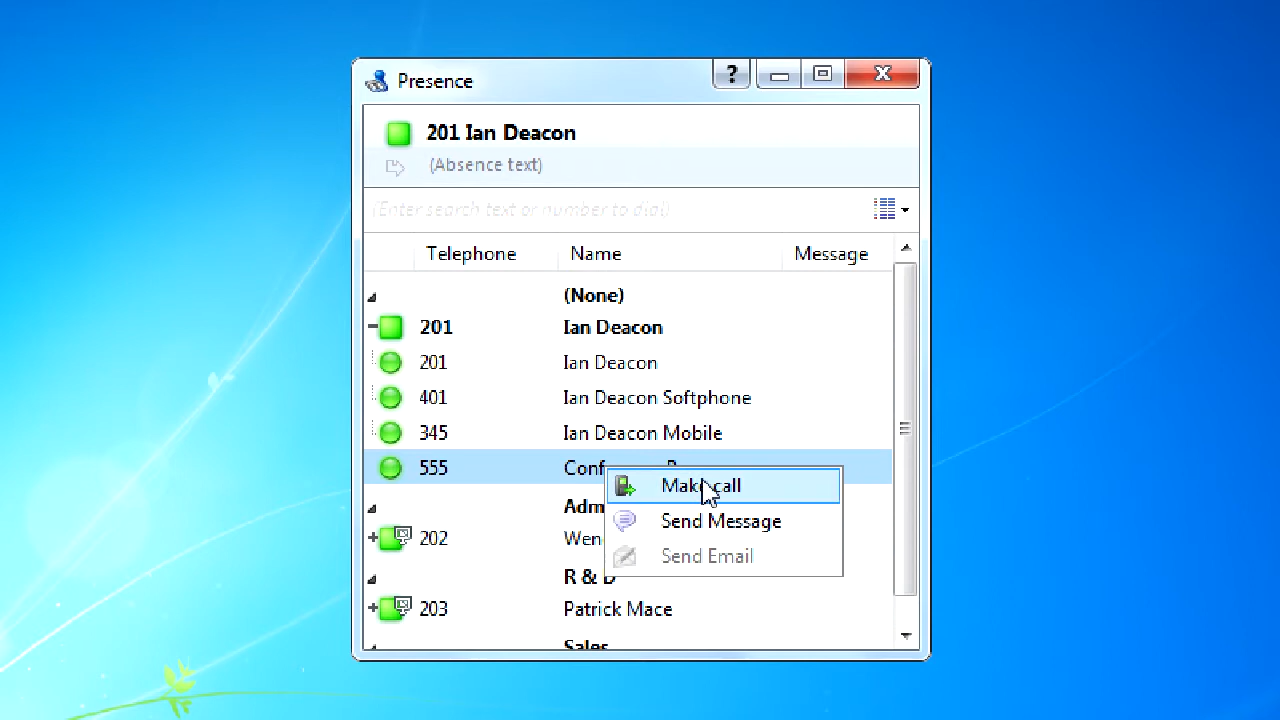 Presence
?
201 Ian Deacon
(Absence text)
(Enter search text or number to dial)
Telephone Name Message
(None)
201 Ian Deacon
201 Ian Deacon
401 Ian Deacon Softphone
345 Ian Deacon Mobile
555
Make call
Send Message
202
Send Email
R & D
203 Patrick Mace
Sales